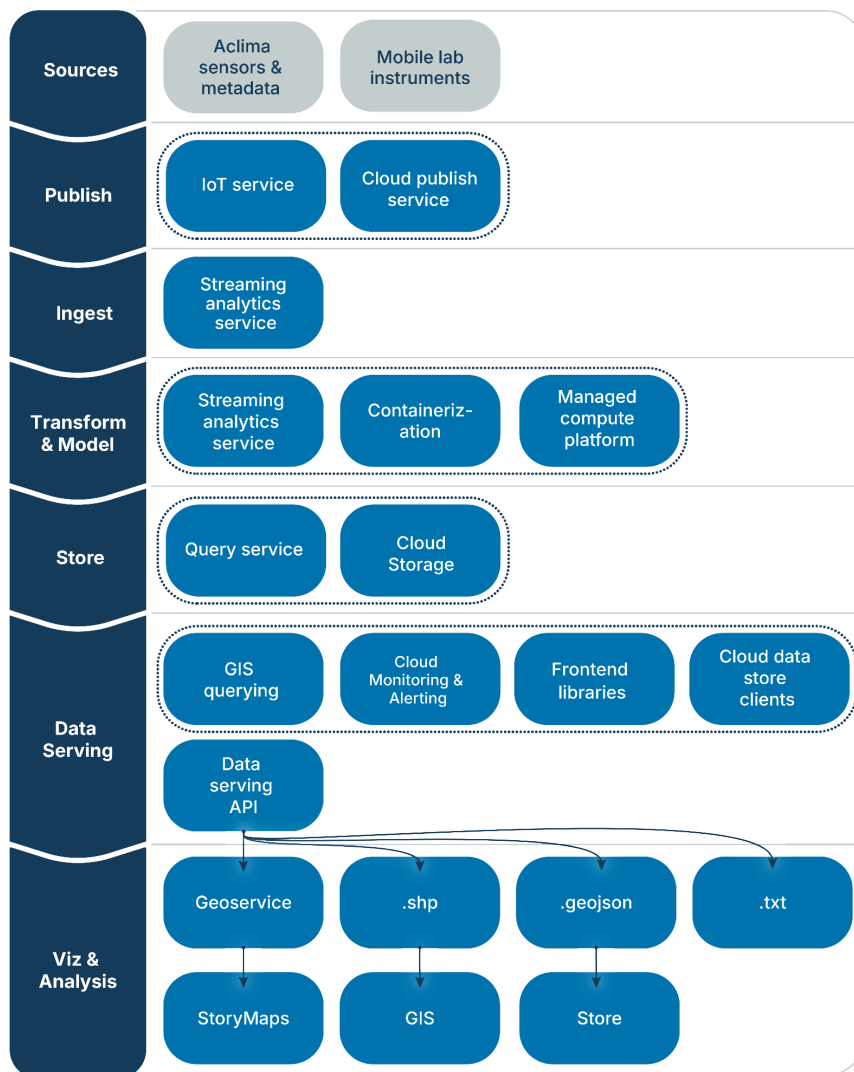 Sources
Aclima
sensors &
metadata
Mobile lab
instruments
Publish
IoT service
Cloud publish
service
Ingest
Streaming
analytics
service
Transform
& Model
Streaming
analytics
service
Containeriz-
ation
Managed
compute
platform
Store
Query service
Cloud
Storage
Data
Serving
GIS
querying
Cloud
Monitoring &
Alerting
Frontend
libraries
Cloud data
store
clients
Data
serving
API
Viz &
Analysis
Geoservice
.shp
.geojson
.txt
StoryMaps
GIS
Store